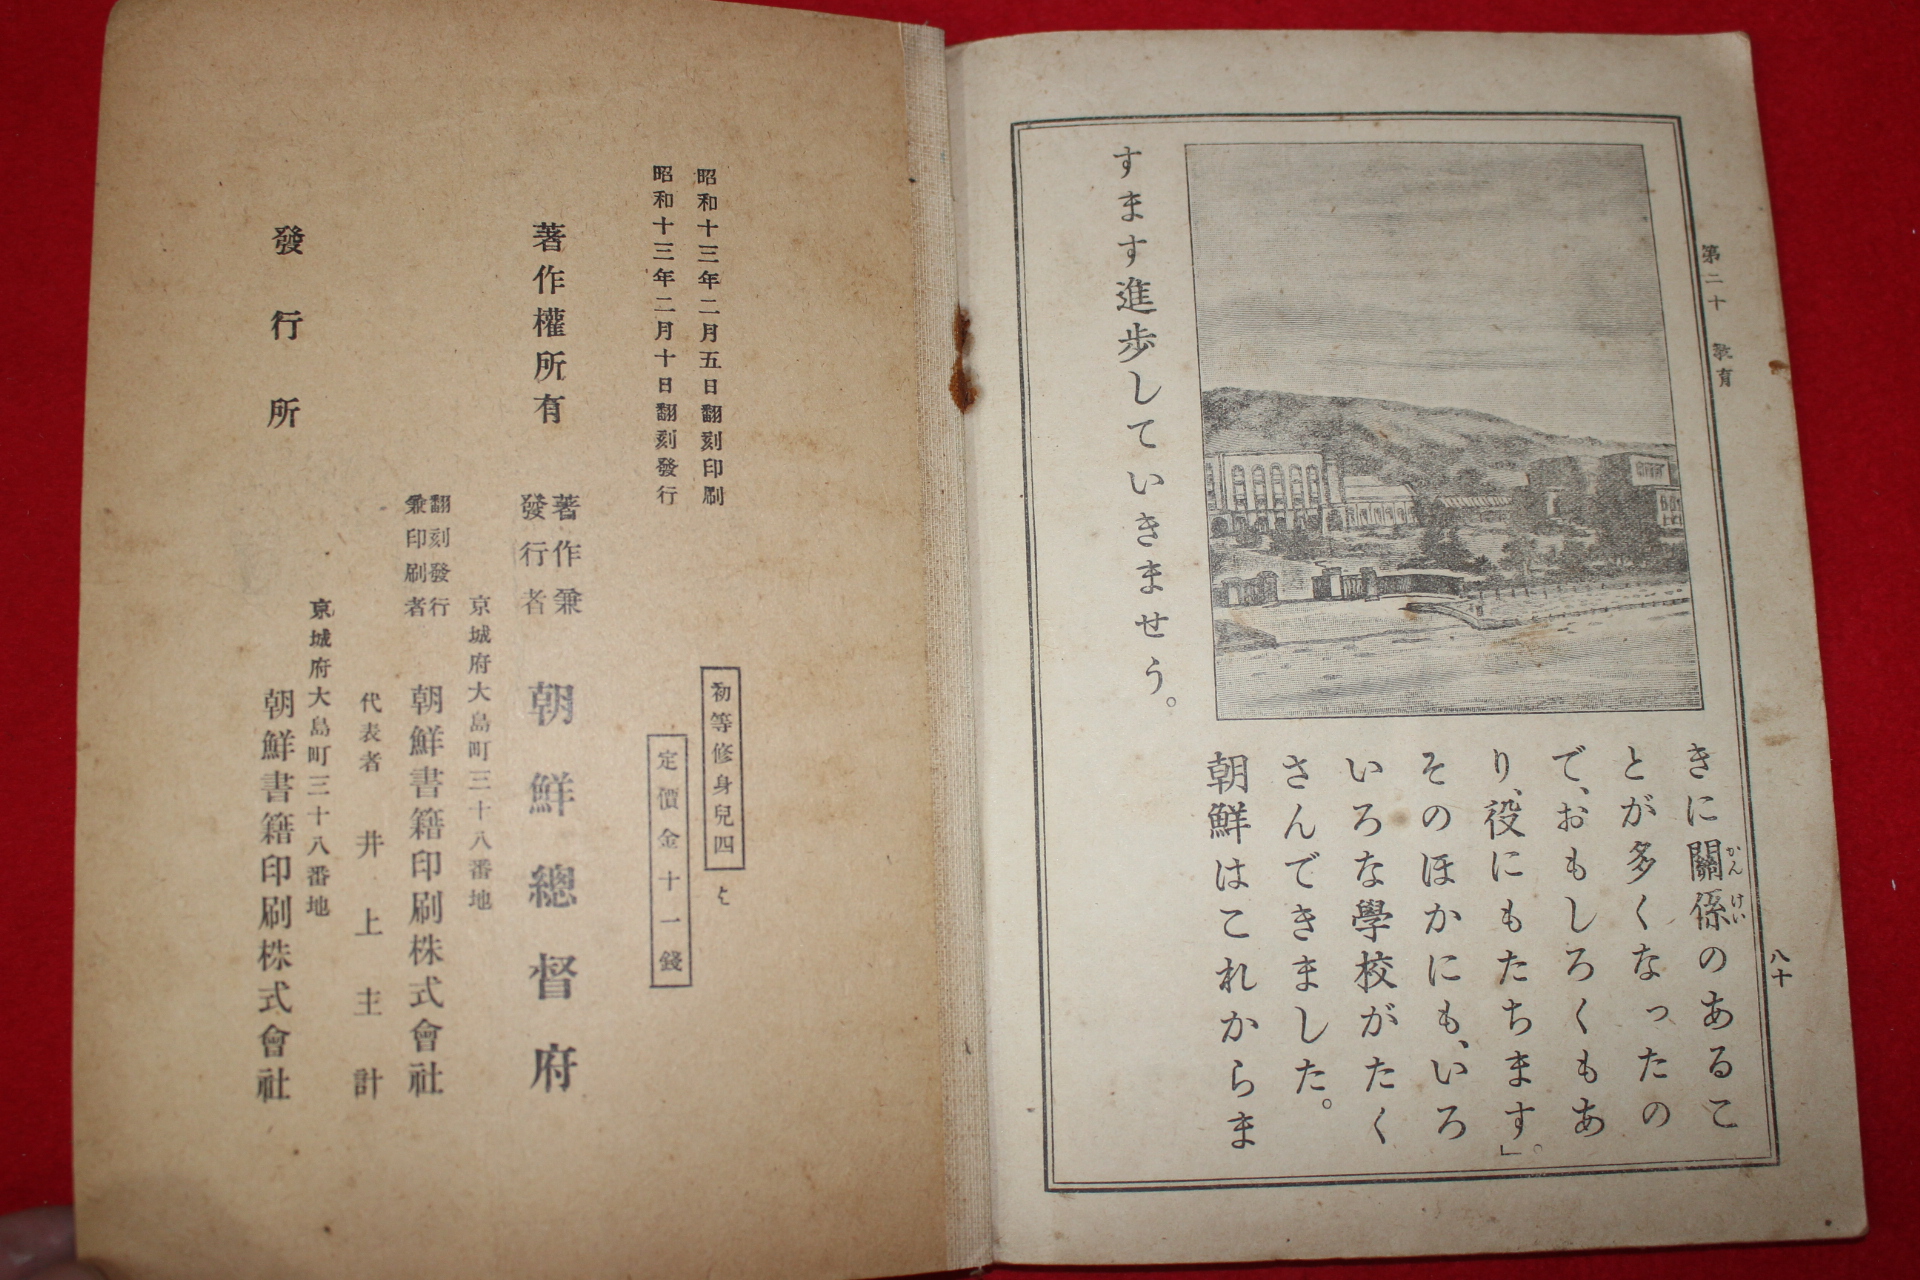 第二十 教育
八十
きに關係のあるこ
かんけい
とが多くなったの
で、おもしろくもあ
り、役にもたちます」。
そのほかにも、いろ
いろな學校がたく
さんできました。
朝鮮はこれからま
すます進歩していきませう。
昭和十三年二月五日翻刻印刷
昭和十三年二月十日翻刻發行
初等修身兒四
と
定價金十一錢
著作權所有
著作兼
發行者
朝鮮總督府
京城府大島町三十八番地
翻刻發行
兼印刷者
朝鮮書籍印刷株式會社
代表者 井上主計
京城府大島町三十八番地
發行所
朝鮮書籍印刷株式會社